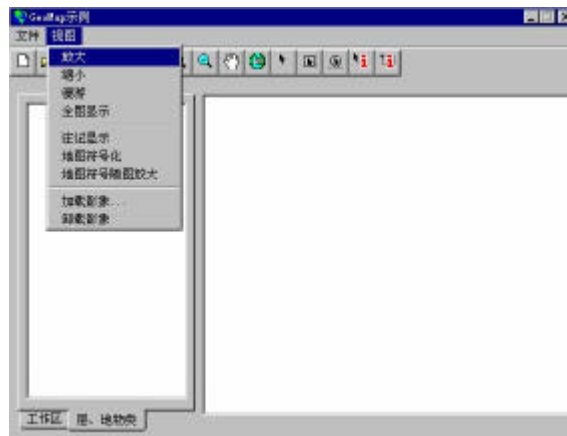 GeoMap示例
文件 视图
放大
缩小
漫游
全图显示
注记显示
地图符号化
地图符号随图放大
加载影象...
卸载影象
工作区 层、地物类